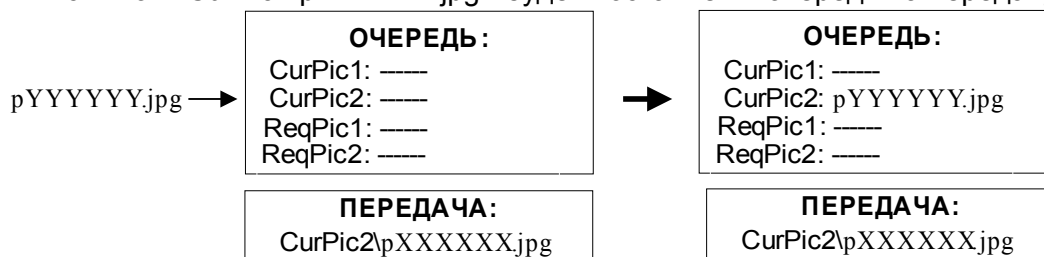 ОЧЕРЕДЬ:
CurPic1: ------
CurPic2: ------
ReqPic1: ------
ReqPic2: ------
pYYYYYY.jpg
ПЕРЕДАЧА:
CurPic2\pXXXXXX.jpg
ОЧЕРЕДЬ:
CurPic1: ------
CurPic2: pYYYYYY.jpg
ReqPic1: ------
ReqPic2: ------
ПЕРЕДАЧА:
CurPic2\pXXXXXX.jpg